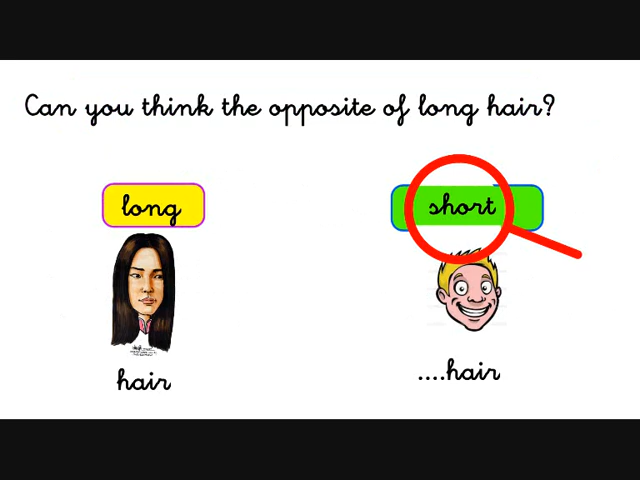 Can you think the opposite of long hair?
long
short
hair
....hair